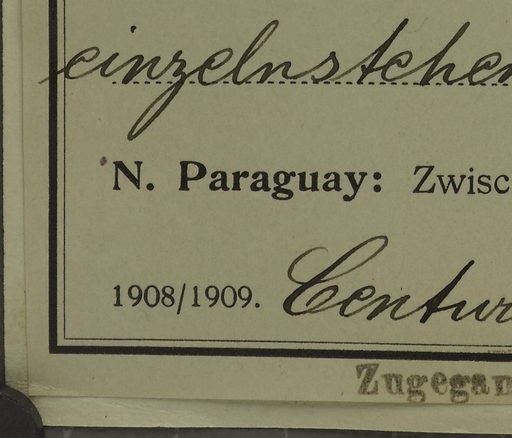 einzelnstehen
N. Paraguay: Zwisc
1908/1909. Centur
Zugegan